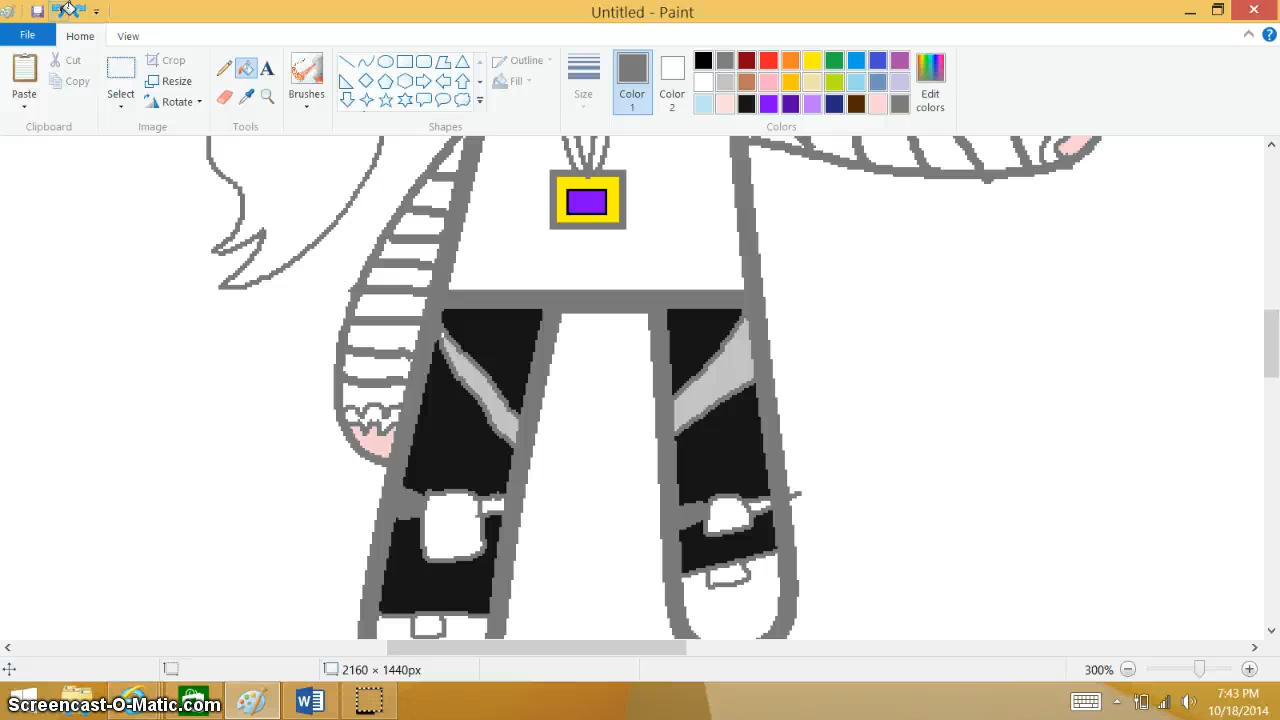 Untitled - Paint
File
Home
View
Paste
Cut
Copy
Clipboard
Select
Crop
Resize
Rotate
Image
A
Tools
Brushes
Shapes
Outline
Fill
Size
Color 1
Color 2
Colors
Edit colors
2160 × 1440px
300%
Screencast-O-Matic.com
7:43 PM
10/18/2014